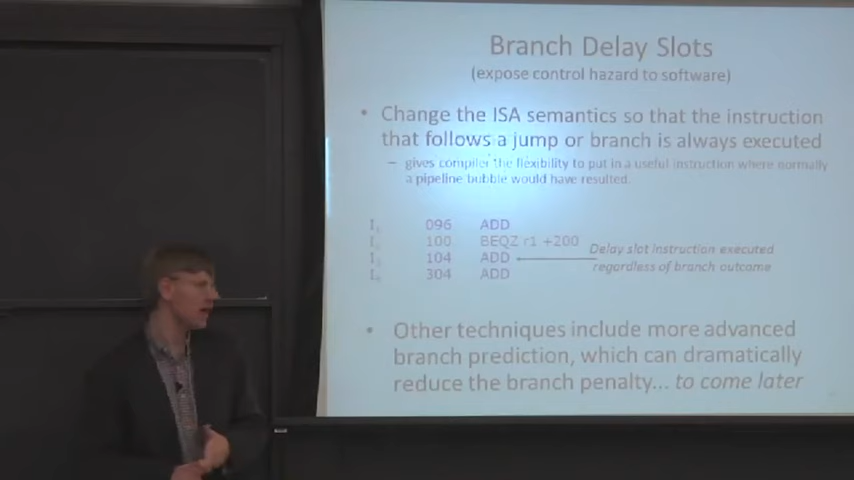 Branch Delay Slots
(expose control hazard to software)
• Change the ISA semantics so that the instruction
that follows a jump or branch is always executed
– gives compiler the flexibility to put in a useful instruction where normally
a pipeline bubble would have resulted.
I 096 ADD
I 100 BEQZ r1 +200
I 104 ADD
I 304 ADD
Delay slot instruction executed
regardless of branch outcome
• Other techniques include more advanced
branch prediction, which can dramatically
reduce the branch penalty... to come later